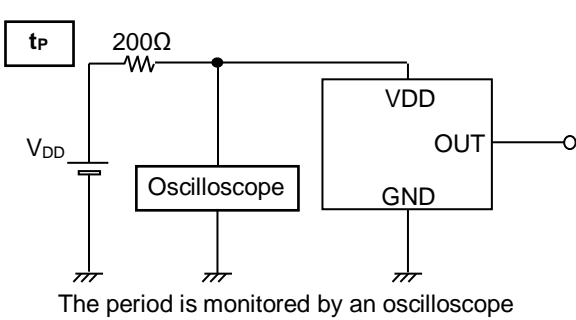 tP
200Ω
VDD
VDD
OUT
Oscilloscope
GND
The period is monitored by an oscilloscope